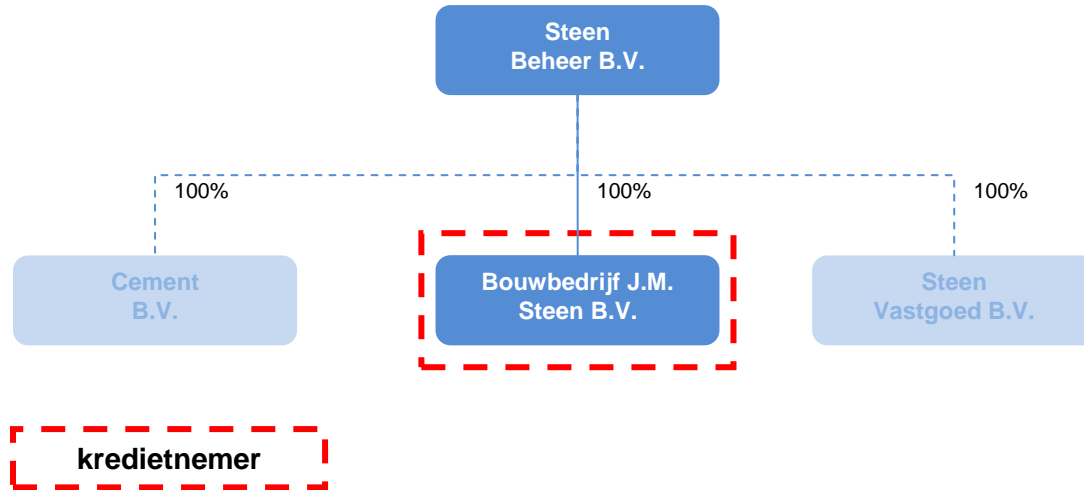 Steen
Beheer B.V.
100%
100%
100%
Cement
B.V.
Bouwbedrijf J.M.
Steen B.V.
Steen
Vastgoed B.V.
kredietnemer